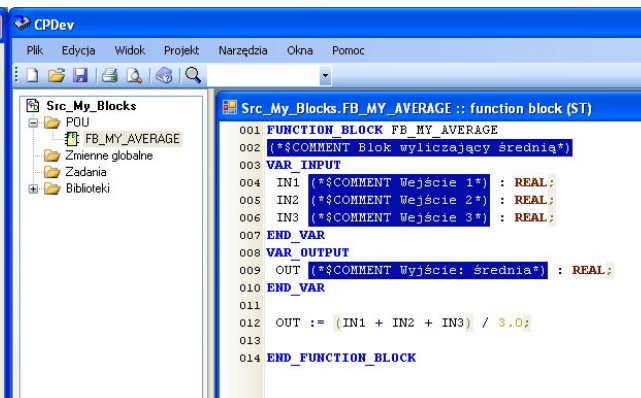 CPDev
Plik Edycja Widok Projekt Narzędzia Okna Pomoc
Src_My_Blocks
POU
FB_MY_AVERAGE
Zmienne globalne
Zadania
Biblioteki
Src_My_Blocks.FB_MY_AVERAGE :: function block (ST)
001 FUNCTION_BLOCK FB_MY_AVERAGE
002 (*$COMMENT Blok wyliczający średnią*)
003 VAR_INPUT
004 IN1 (*$COMMENT Wejście 1*) : REAL;
005 IN2 (*$COMMENT Wejście 2*) : REAL;
006 IN3 (*$COMMENT Wejście 3*) : REAL;
007 END_VAR
008 VAR_OUTPUT
009 OUT (*$COMMENT Wyjście: średnia*) : REAL;
010 END_VAR
011
012 OUT := (IN1 + IN2 + IN3) / 3.0;
013
014 END_FUNCTION_BLOCK